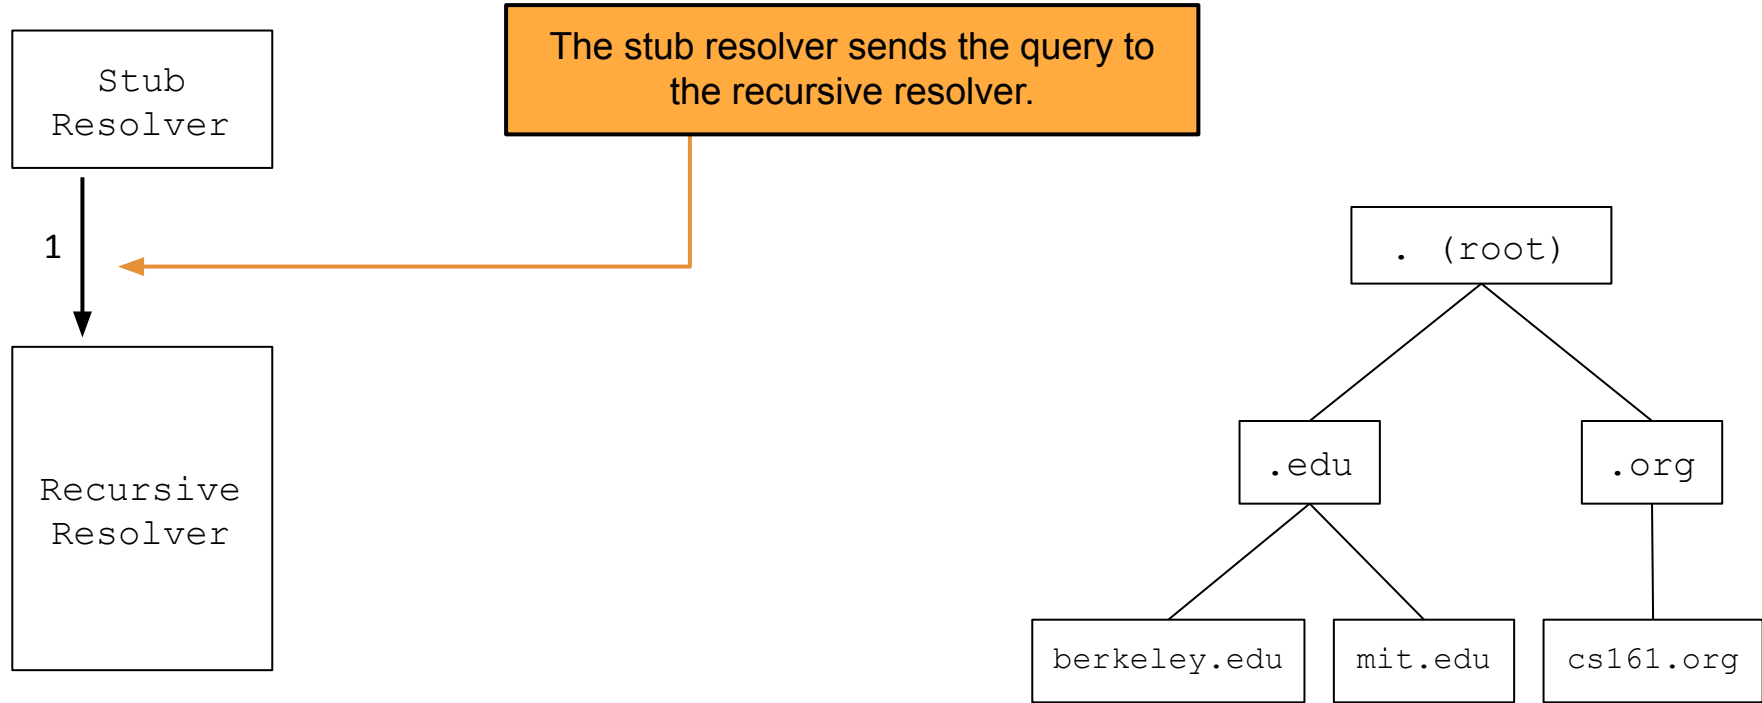 Stub
Resolver
The stub resolver sends the query to
the recursive resolver.
1
. (root)
.edu
.org
Recursive
Resolver
berkeley.edu
mit.edu
cs161.org